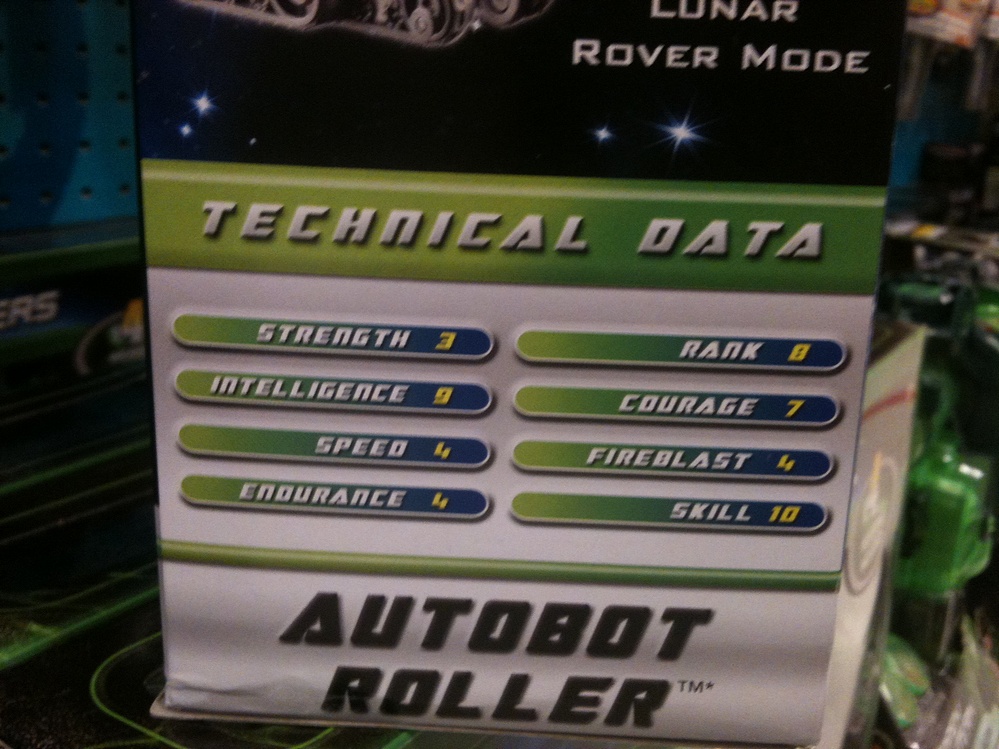 LUNAR
ROVER MODE
TECHNICAL DATA
STRENGTH 3
INTELLIGENCE 9
SPEED 4
ENDURANCE 4
RANK 8
COURAGE 7
FIREBLAST 4
SKILL 10
AUTOBOT
ROLLER™*
ERS